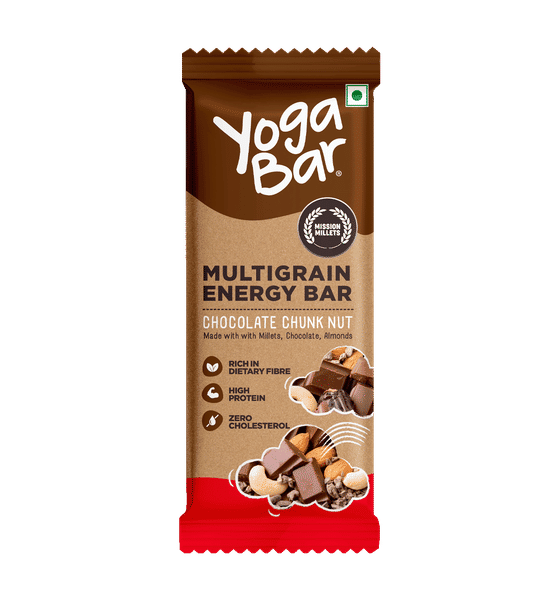 Yoga
Bar®
MISSION
MILLETS
MULTIGRAIN
ENERGY BAR
CHOCOLATE CHUNK NUT
Made with with Millets, Chocolate, Almonds
RICH IN
DIETARY FIBRE
HIGH
PROTEIN
ZERO
CHOLESTEROL